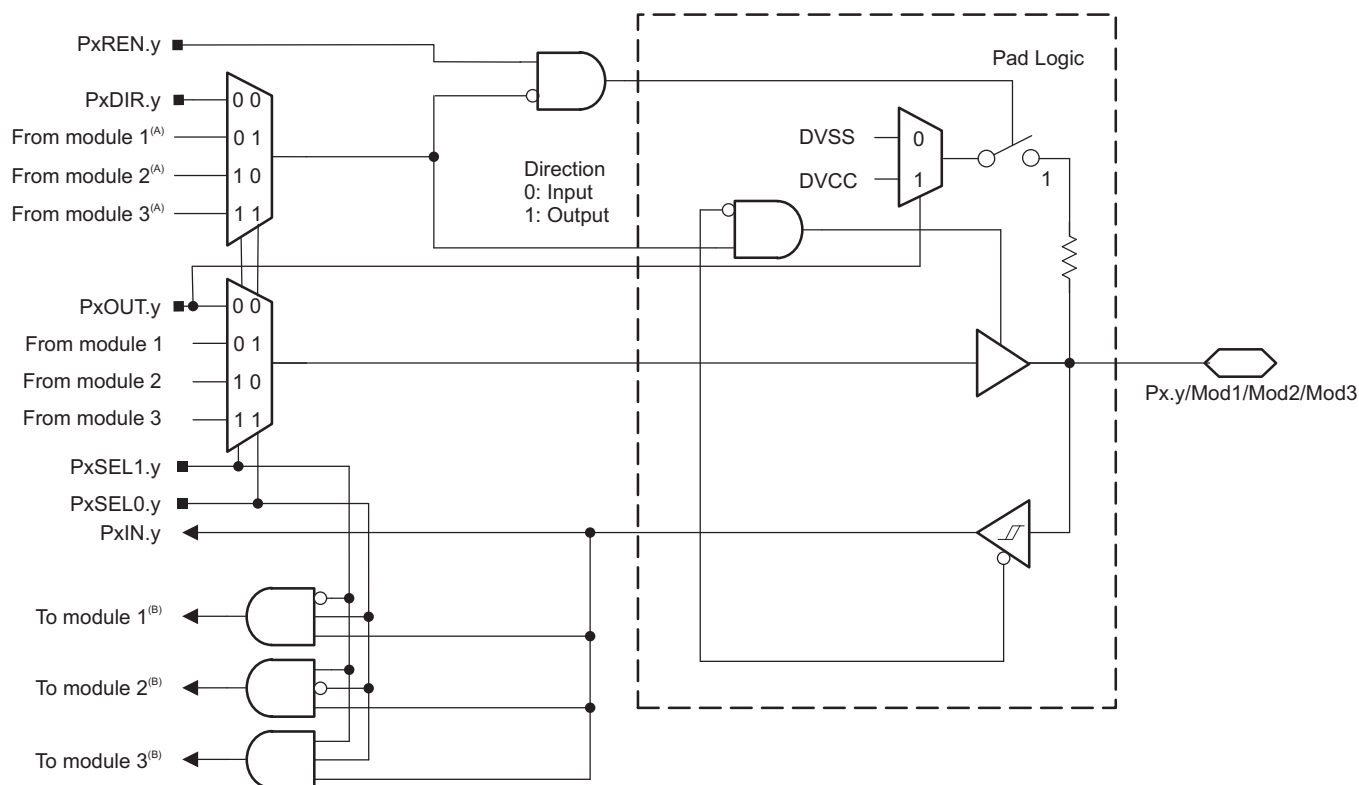 PxREN.y
Pad Logic
PxDIR.y
0 0
From module 1(A)
0 1
DVSS
0
From module 2(A)
1 0
Direction
0: Input
1: Output
DVCC
1
1
From module 3(A)
1 1
PxOUT.y
0 0
From module 1
0 1
From module 2
1 0
Px.y/Mod1/Mod2/Mod3
From module 3
1 1
PxSEL1.y
PxSEL0.y
PxIN.y
To module 1(B)
To module 2(B)
To module 3(B)